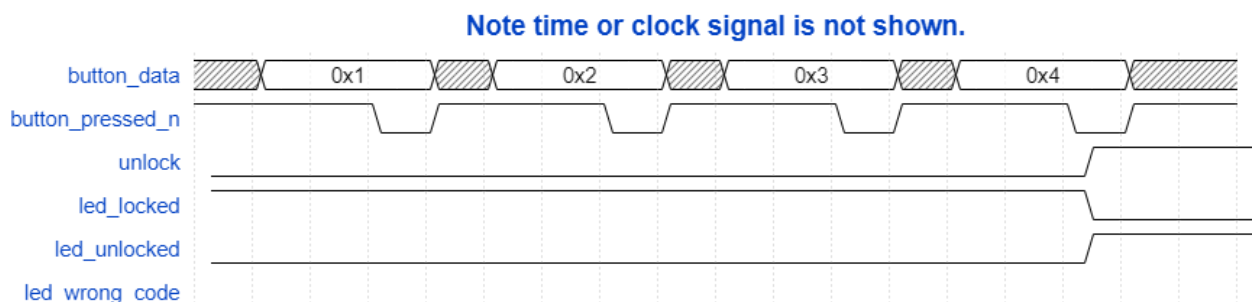 Note time or clock signal is not shown.
button_data 0x1 0x2 0x3 0x4
button_pressed_n
unlock
led_locked
led_unlocked
led_wrong_code